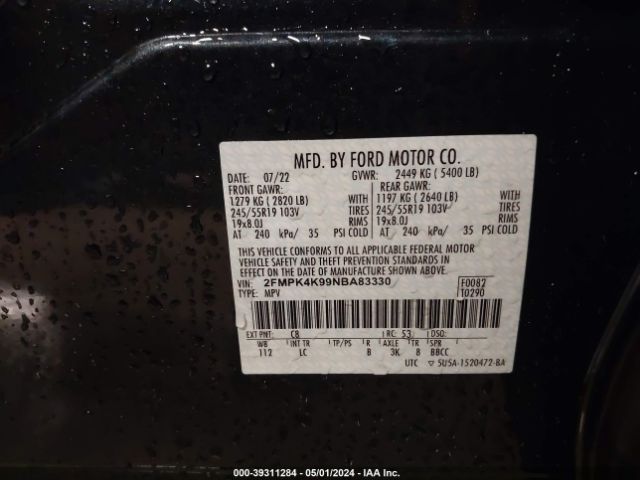 MFD. BY FORD MOTOR CO.
DATE: 07/22 GVWR: 2449 KG ( 5400 LB)
FRONT GAWR: REAR GAWR:
1279 KG ( 2820 LB) WITH 1197 KG ( 2640 LB) WITH
245/55R19 103V TIRES 245/55R19 103V TIRES
19x8.0J RIMS 19x8.0J RIMS
AT 240 kPa/ 35 PSI COLD AT 240 kPa/ 35 PSI COLD
THIS VEHICLE CONFORMS TO ALL APPLICABLE FEDERAL MOTOR
VEHICLE SAFETY AND THEFT PREVENTION STANDARDS IN
EFFECT ON THE DATE OF MANUFACTURE SHOWN ABOVE.
VIN: 2FMPK4K99NBA83330 F0082
TYPE: MPV T0290
EXT PNT: C8 RC: 53 DSO:
WB INT TR TP/PS R AXLE TR SPR
112 LC B 3K 8 BBCC
UTC ▽ 5U5A-1520472-BA
000-39311284 - 05/01/2024 - IAA Inc.